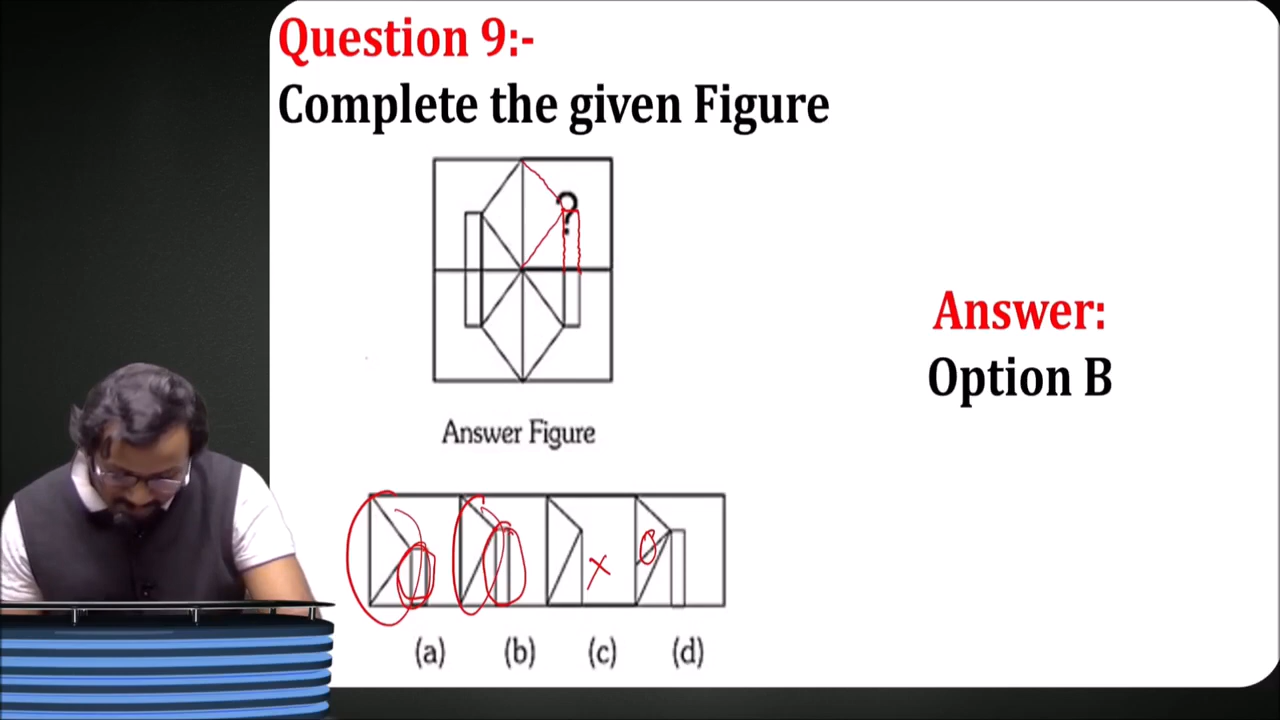 Question 9:-
Complete the given Figure
?
Answer Figure
Answer:
Option B
(a) (b) (c) (d)